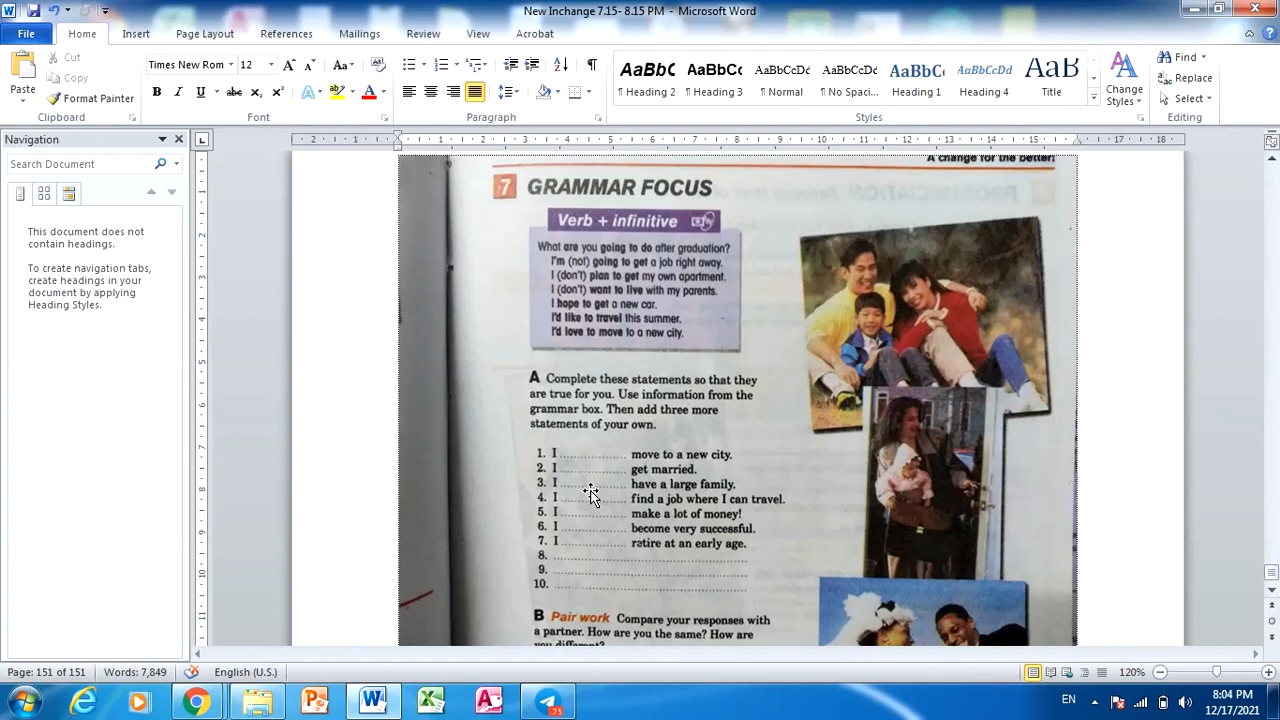 New Inchange 7.15- 8.15 PM - Microsoft Word
File Home Insert Page Layout References Mailings Review View Acrobat
Cut
Copy
Format Painter
Paste
Clipboard
Times New Rom 12
Font
Paragraph
AaBbC AaBbCc AaBbCcDd AaBbCcDd AaBbC AaBbCcDd AaB
¶ Heading 2 ¶ Heading 3 ¶ Normal ¶ No Spaci... Heading 1 Heading 4 Title
Change Styles
Styles
Find
Replace
Select
Editing
Navigation
Search Document
This document does not
contain headings.
To create navigation tabs,
create headings in your
document by applying
Heading Styles.
A change for the better!
7 GRAMMAR FOCUS
Verb + infinitive
What are you going to do after graduation?
I'm (not) going to get a job right away.
I (don't) plan to get my own apartment.
I (don't) want to live with my parents.
I hope to get a new car.
I'd like to travel this summer.
I'd love to move to a new city.
A Complete these statements so that they
are true for you. Use information from the
grammar box. Then add three more
statements of your own.
1. I .................. move to a new city.
2. I .................. get married.
3. I .................. have a large family.
4. I .................. find a job where I can travel.
5. I .................. make a lot of money!
6. I .................. become very successful.
7. I .................. retire at an early age.
8. ..................
9. ..................
10. ..................
B Pair work Compare your responses with
a partner. How are you the same? How are
you different?
Page: 151 of 151 Words: 7,849 English (U.S.) 120%
75
EN
8:04 PM
12/17/2021